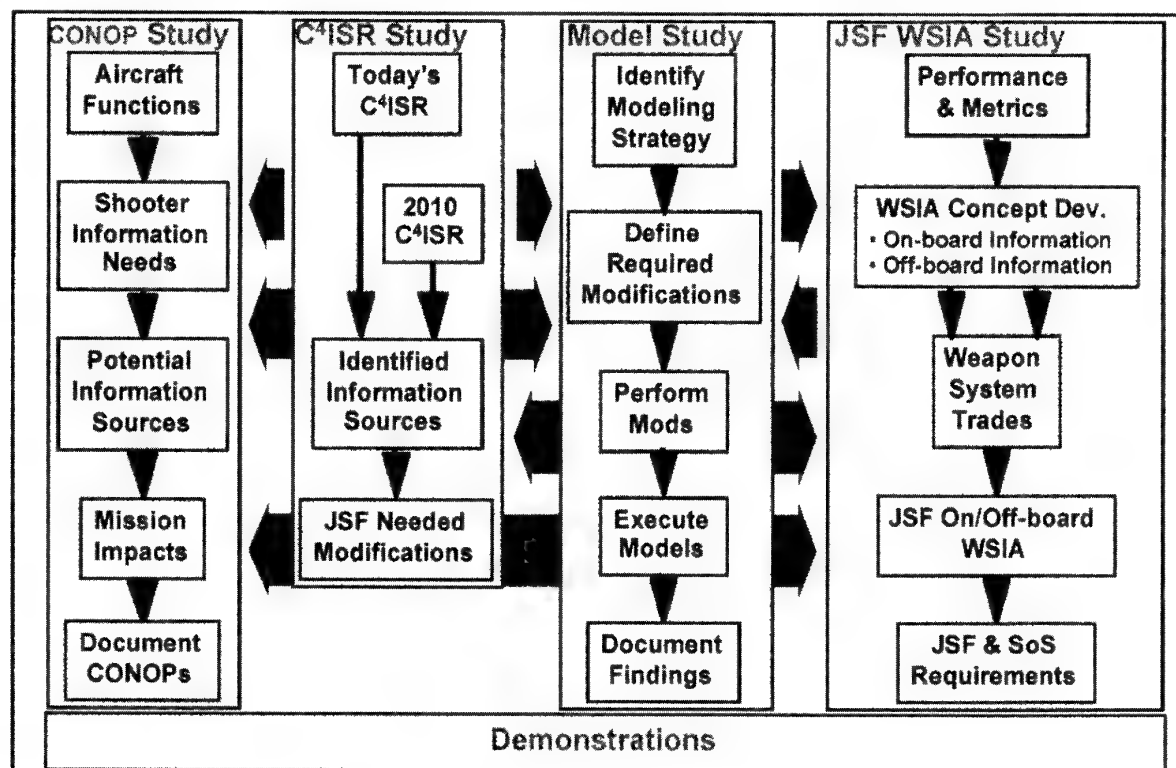 CONOP Study
Aircraft
Functions
Shooter
Information
Needs
Potential
Information
Sources
Mission
Impacts
Document
CONOPs
C⁴ISR Study
Today's
C⁴ISR
2010
C⁴ISR
Identified
Information
Sources
JSF Needed
Modifications
Model Study
Identify
Modeling
Strategy
Define
Required
Modifications
Perform
Mods
Execute
Models
Document
Findings
JSF WSIA Study
Performance
& Metrics
WSIA Concept Dev.
• On-board Information
• Off-board Information
Weapon
System
Trades
JSF On/Off-board
WSIA
JSF & SoS
Requirements
Demonstrations